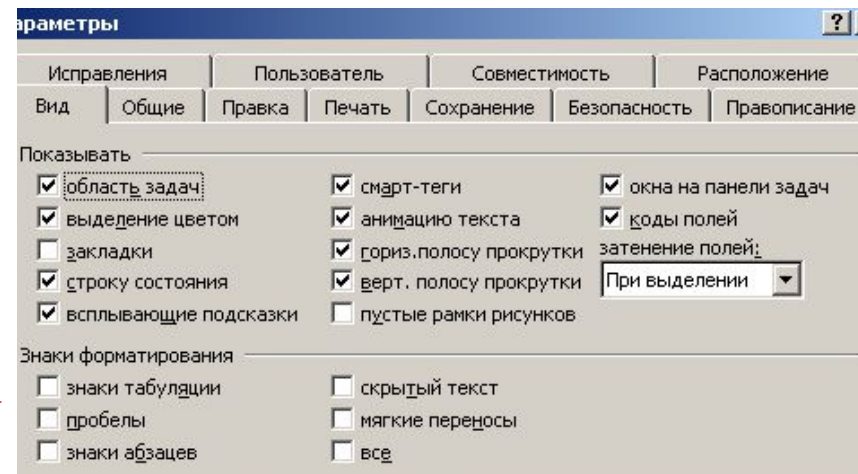 араметры ?
Исправления Пользователь Совместимость Расположение
Вид Общие Правка Печать Сохранение Безопасность Правописание
Показывать
область задач смарт-теги окна на панели задач
выделение цветом анимацию текста коды полей
закладки гориз.полосу прокрутки затенение полей:
строку состояния верт. полосу прокрутки При выделении
всплывающие подсказки пустые рамки рисунков
Знаки форматирования
знаки табуляции скрытый текст
пробелы мягкие переносы
знаки абзацев все